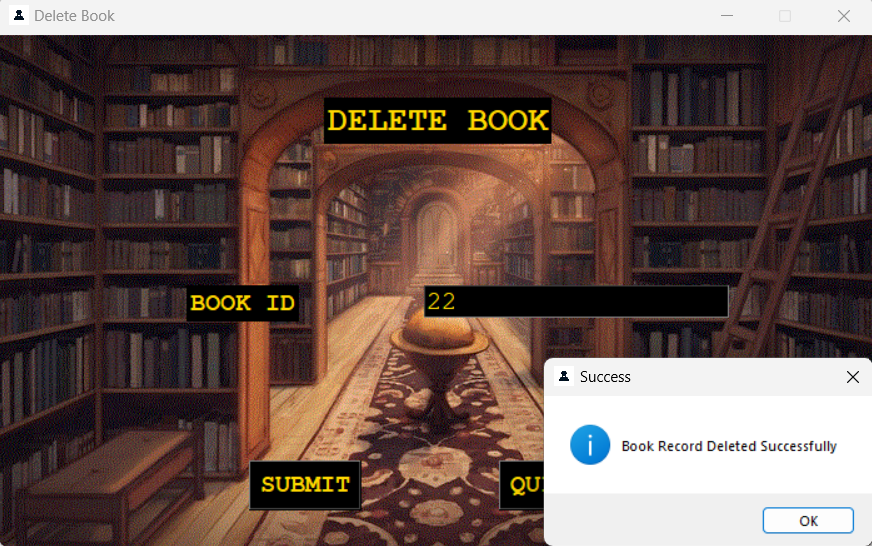 Delete Book
DELETE BOOK
BOOK ID
22
Success
Book Record Deleted Successfully
SUBMIT
OK